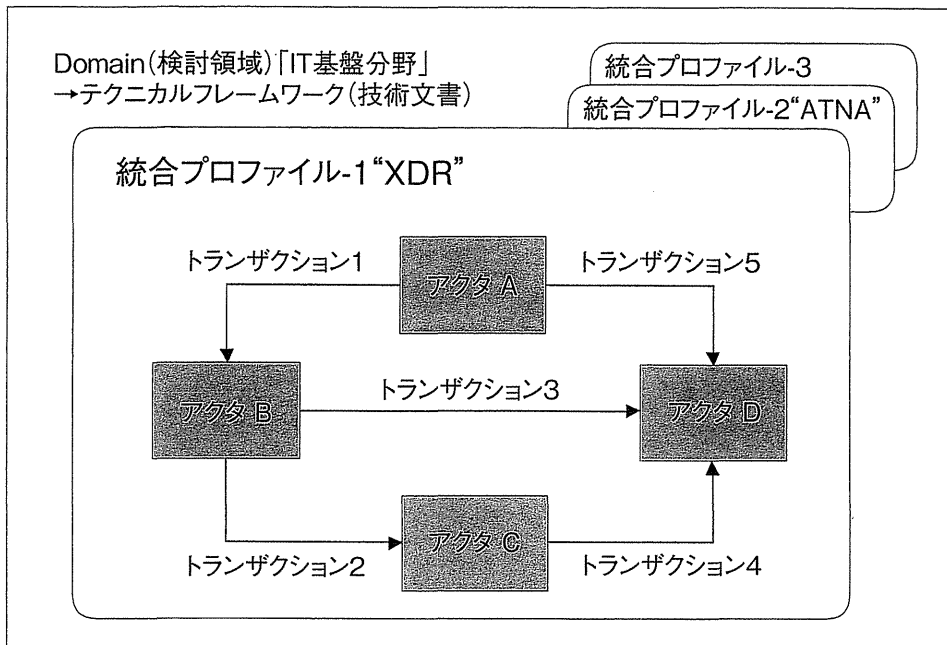 Domain(検討領域)「IT基盤分野」
→テクニカルフレームワーク(技術文書)
統合プロファイル-3
統合プロファイル-2“ATNA”
統合プロファイル-1“XDR”
トランザクション1
アクタ A
トランザクション5
アクタ B
トランザクション3
アクタ D
トランザクション2
アクタ C
トランザクション4